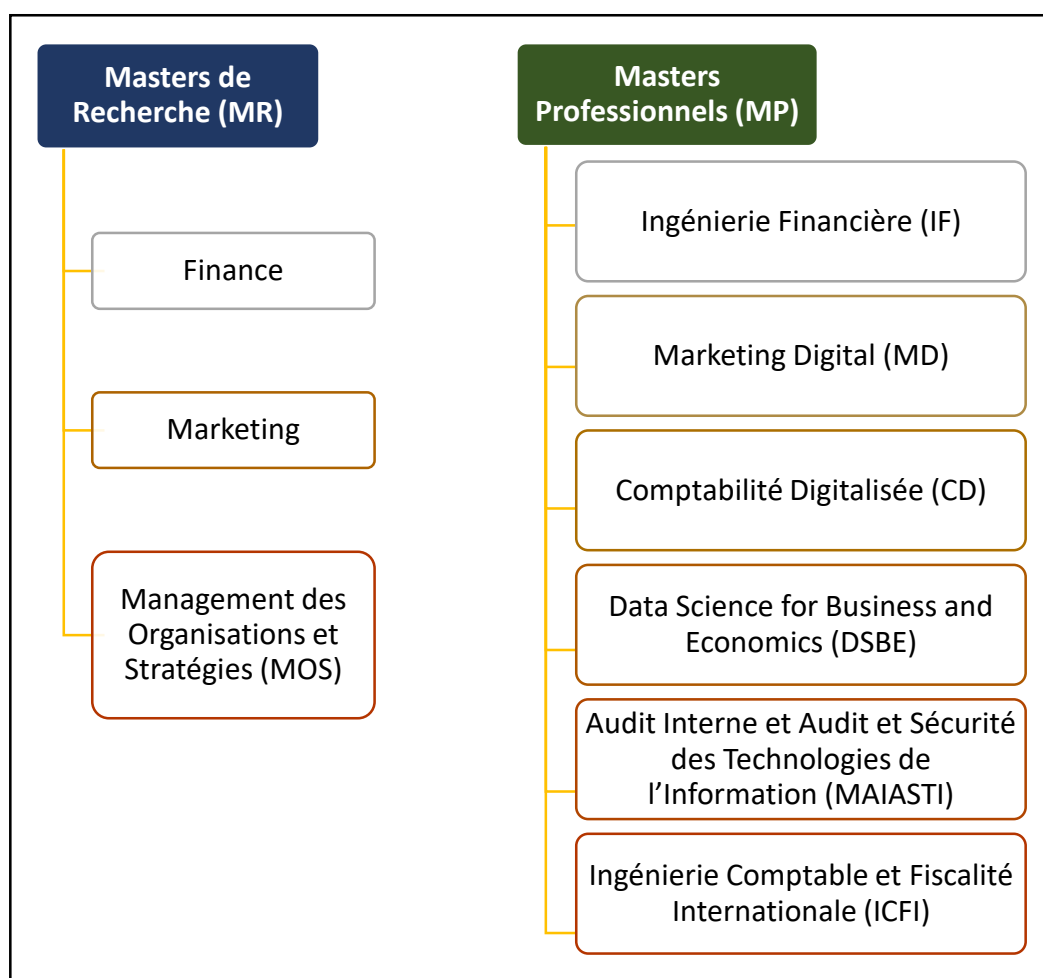 Masters de
Recherche (MR)
Finance
Marketing
Management des
Organisations et
Stratégies (MOS)
Masters
Professionnels (MP)
Ingénierie Financière (IF)
Marketing Digital (MD)
Comptabilité Digitalisée (CD)
Data Science for Business and
Economics (DSBE)
Audit Interne et Audit et Sécurité
des Technologies de
l’Information (MAIASTI)
Ingénierie Comptable et Fiscalité
Internationale (ICFI)